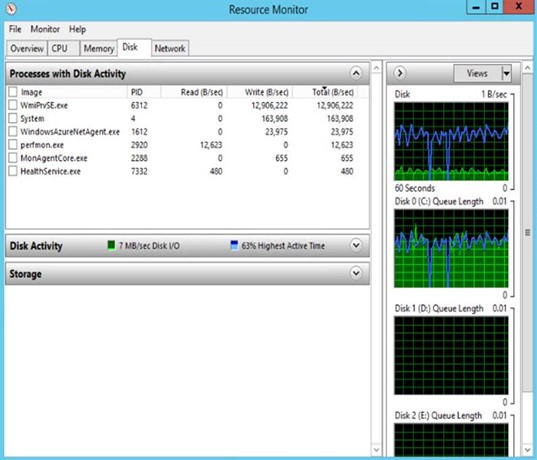 Resource Monitor
File Monitor Help
Overview CPU Memory Disk Network
Processes with Disk Activity
Image PID Read (B/sec) Write (B/sec) Total (B/sec)
WmiPrvSE.exe 6312 0 12,906,222 12,906,222
System 4 0 163,908 163,908
WindowsAzureNetAgent.exe 1612 0 23,975 23,975
perfmon.exe 2920 12,623 0 12,623
MonAgentCore.exe 2288 0 655 655
HealthService.exe 7332 480 0 480
Disk Activity 7 MB/sec Disk I/O 63% Highest Active Time
Storage
Views
Disk 1 B/sec
60 Seconds 0
Disk 0 (C:) Queue Length 0.01
0
Disk 1 (D:) Queue Length 0.01
0
Disk 2 (E:) Queue Length 0.01